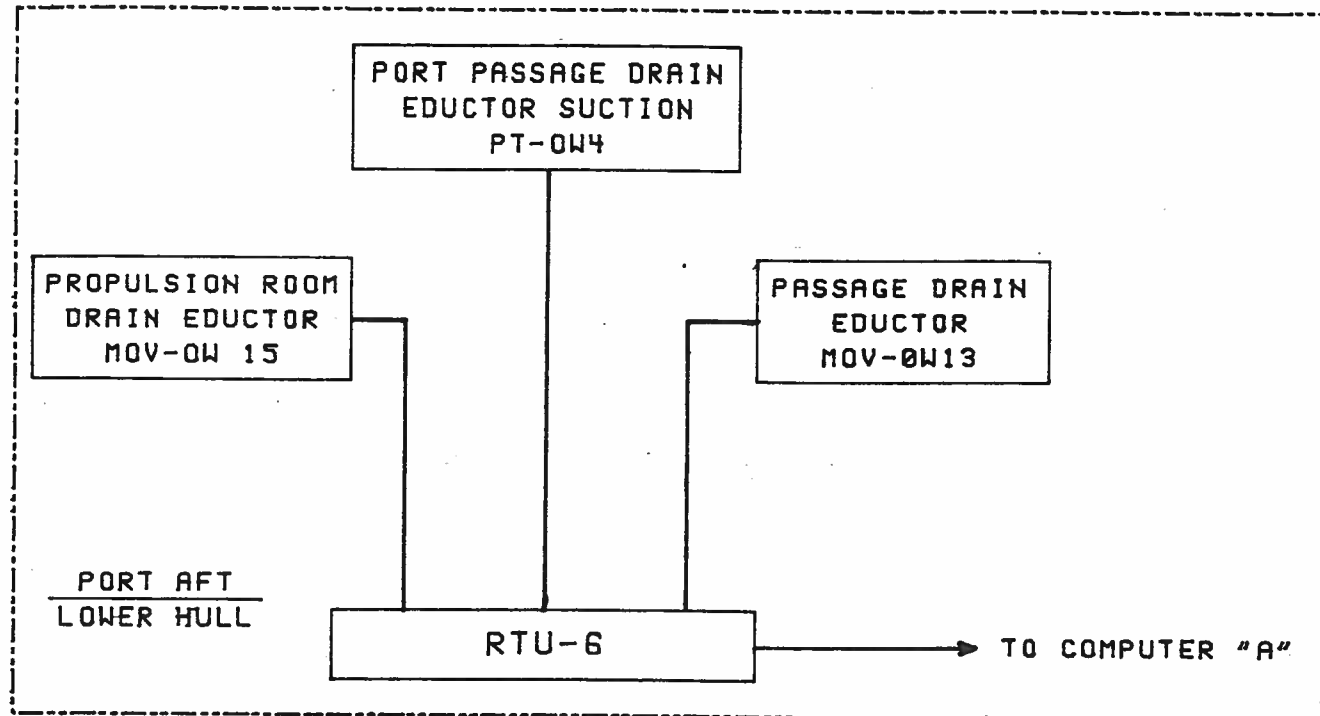 PORT PASSAGE DRAIN
EDUCTOR SUCTION
PT-OW4
PROPULSION ROOM
DRAIN EDUCTOR
MOV-OW 15
PASSAGE DRAIN
EDUCTOR
MOV-0W13
PORT AFT
LOWER HULL
RTU-6
TO COMPUTER "A"